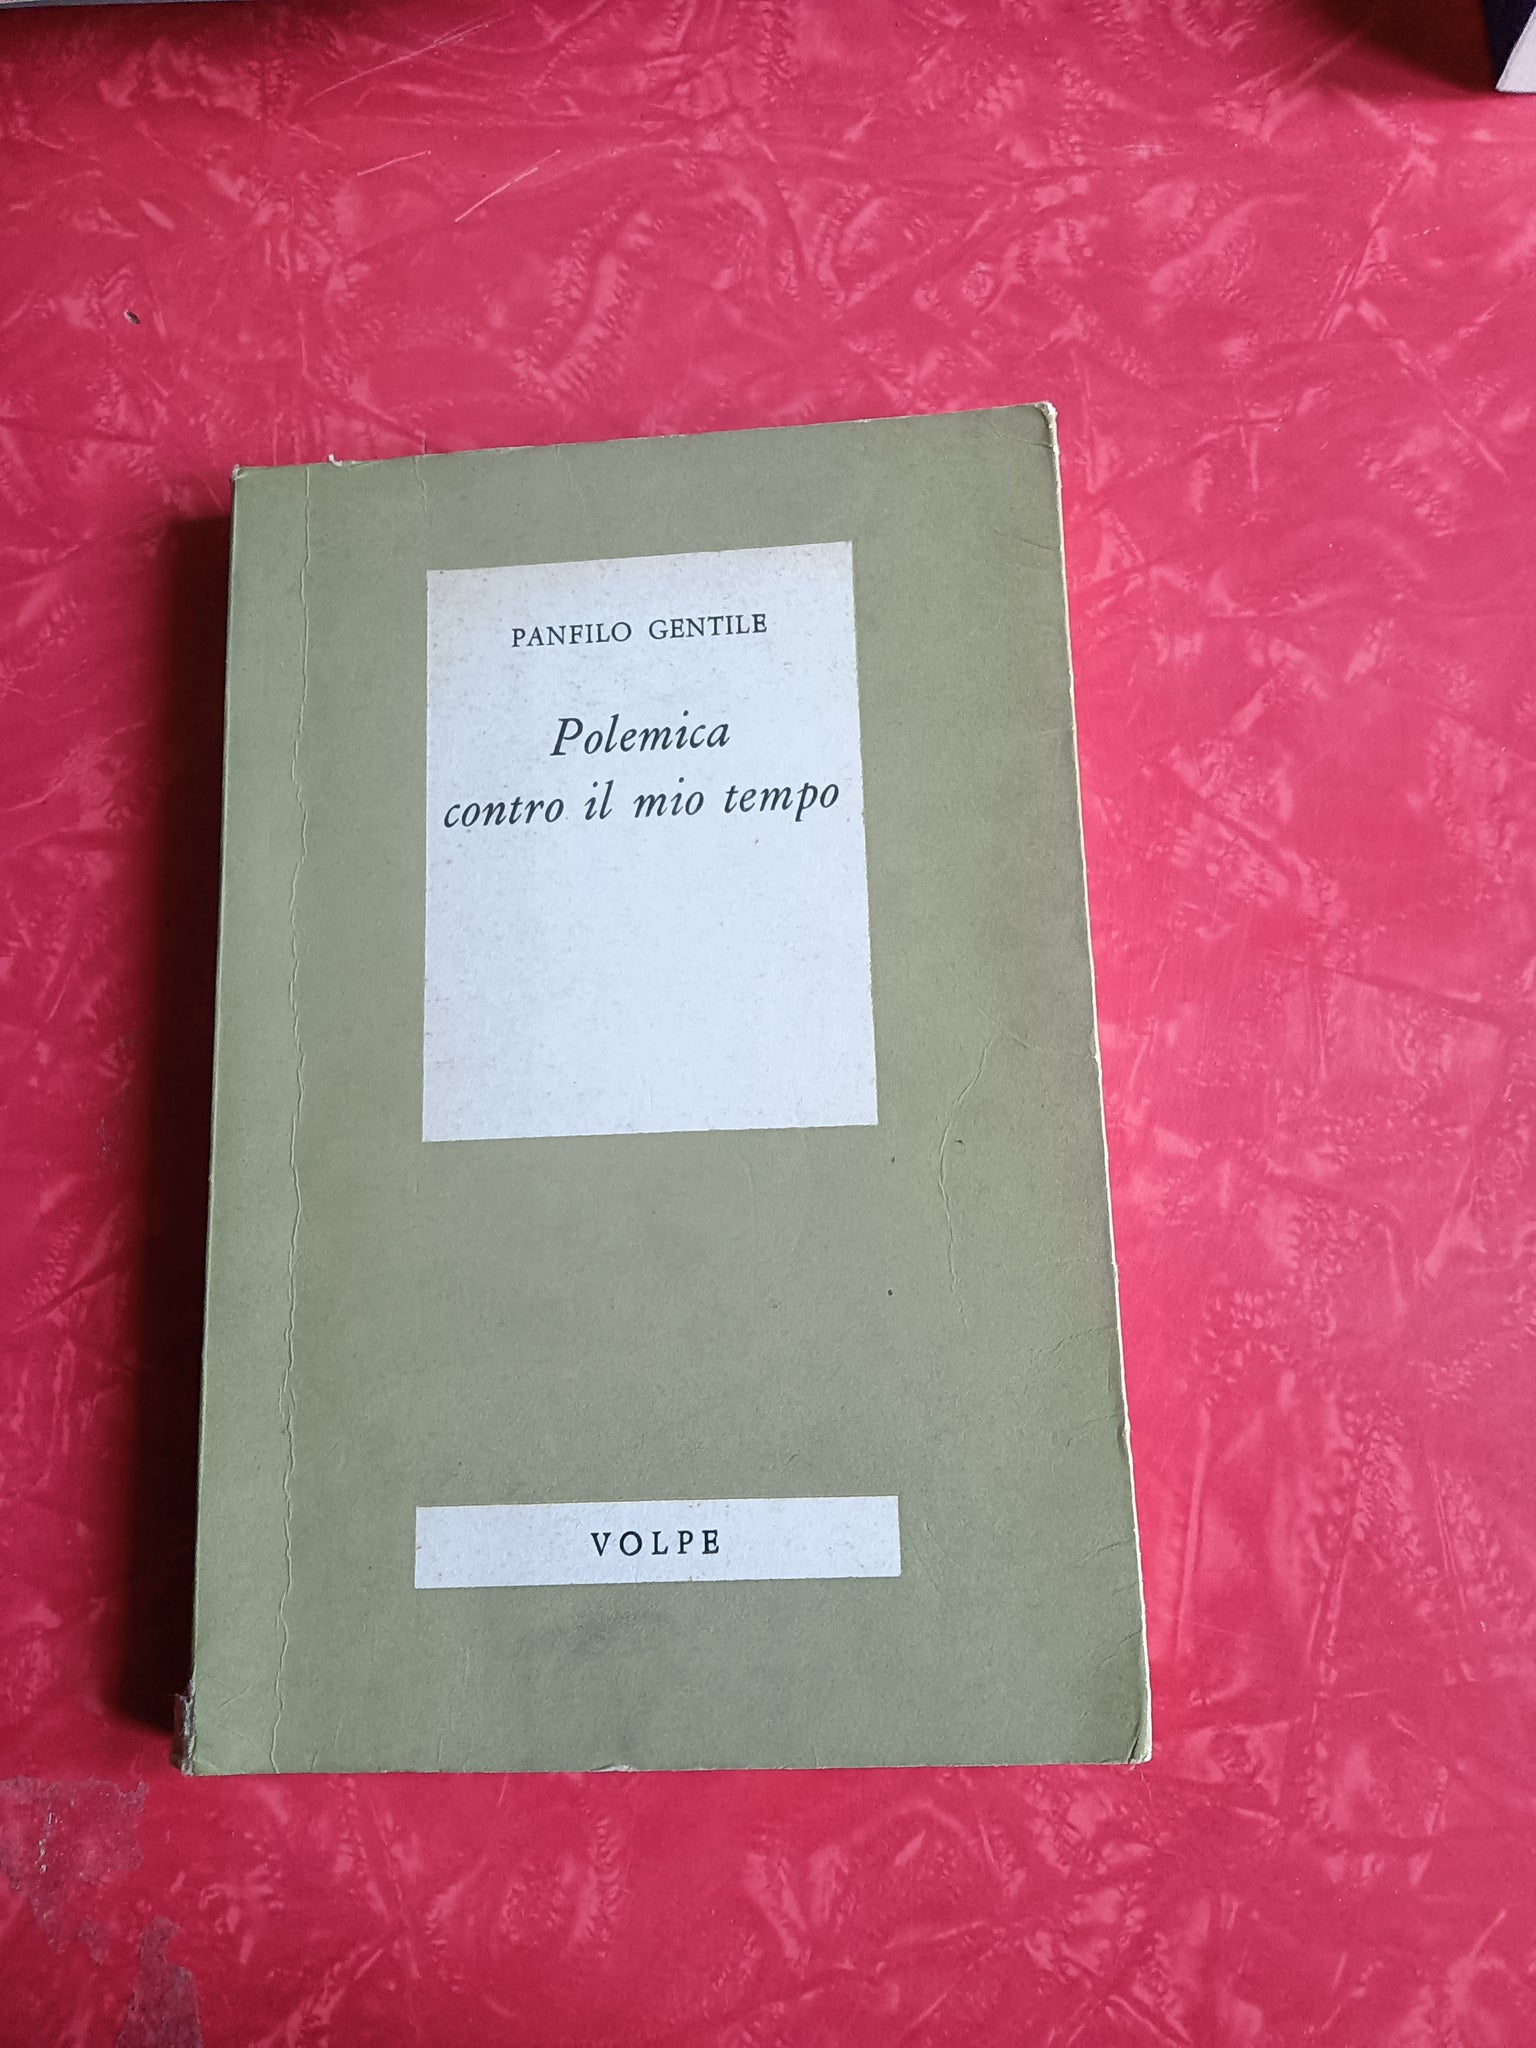 PANFILO GENTILE
Polemica
contro il mio tempo
VOLPE